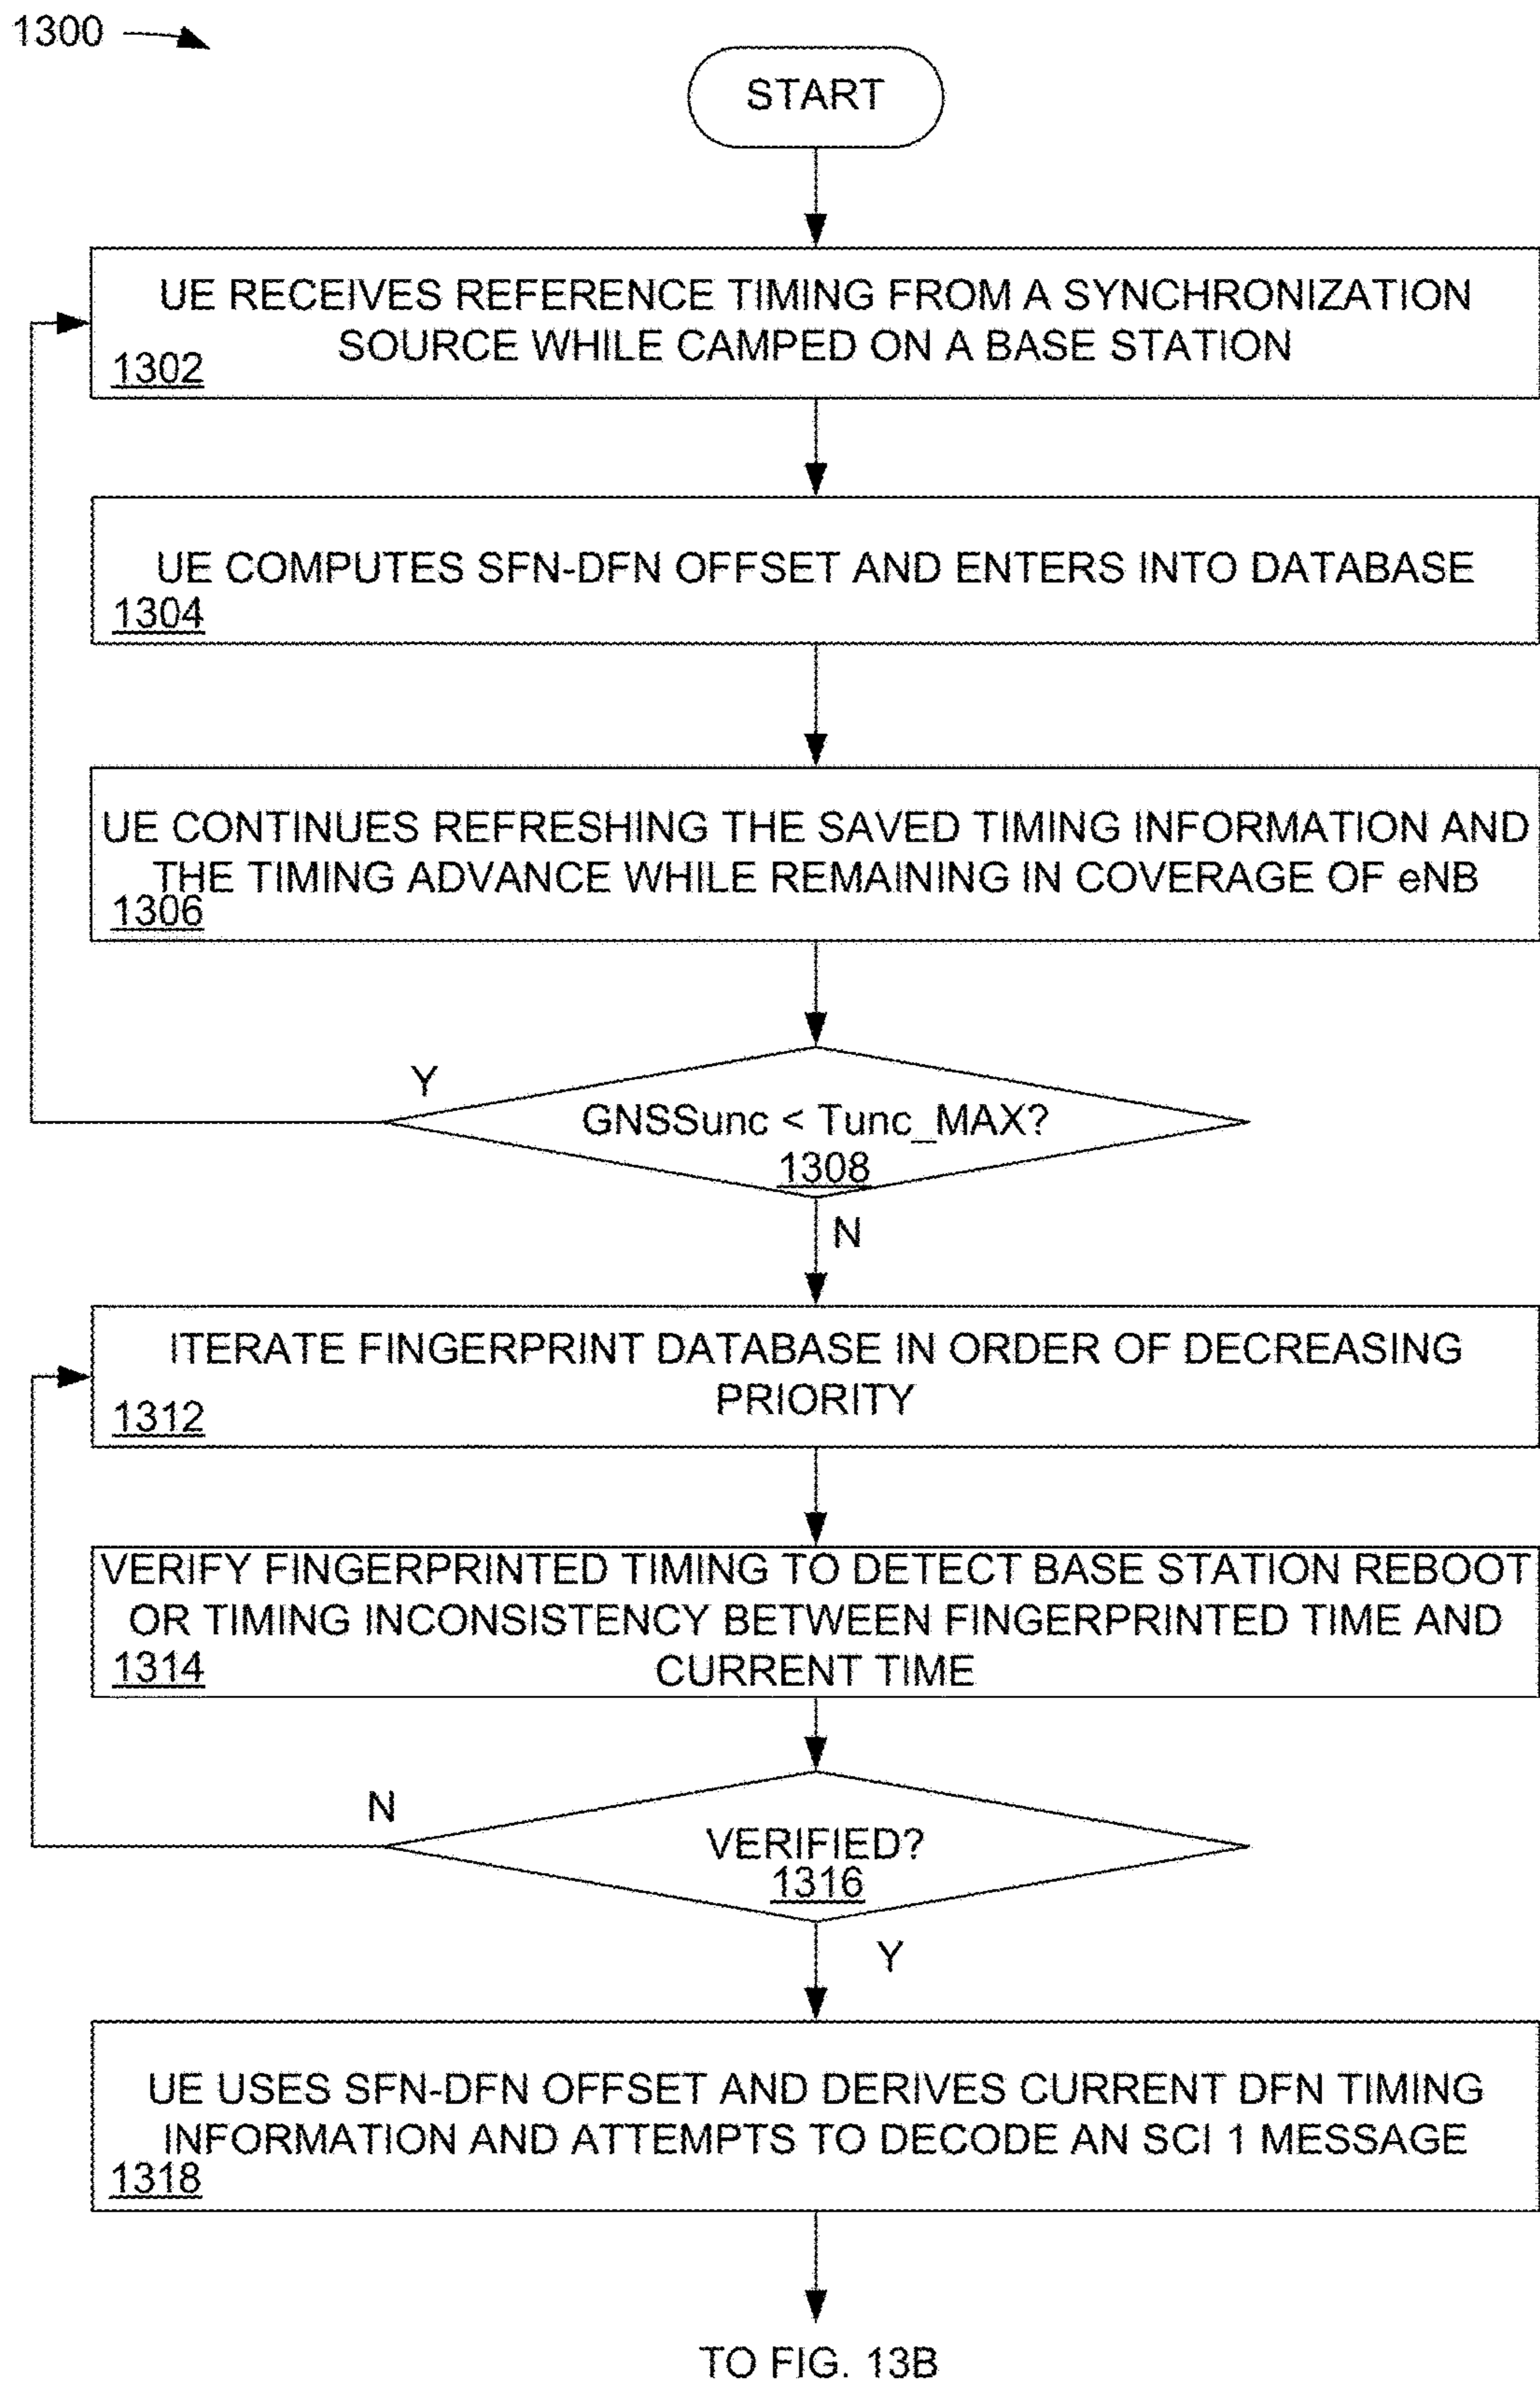 1300
START
UE RECEIVES REFERENCE TIMING FROM A SYNCHRONIZATION
SOURCE WHILE CAMPED ON A BASE STATION
1302
UE COMPUTES SFN-DFN OFFSET AND ENTERS INTO DATABASE
1304
UE CONTINUES REFRESHING THE SAVED TIMING INFORMATION AND
THE TIMING ADVANCE WHILE REMAINING IN COVERAGE OF eNB
1306
Y
GNSSunc < Tunc_MAX?
1308
N
ITERATE FINGERPRINT DATABASE IN ORDER OF DECREASING
PRIORITY
1312
VERIFY FINGERPRINTED TIMING TO DETECT BASE STATION REBOOT
OR TIMING INCONSISTENCY BETWEEN FINGERPRINTED TIME AND
CURRENT TIME
1314
N
VERIFIED?
1316
Y
UE USES SFN-DFN OFFSET AND DERIVES CURRENT DFN TIMING
INFORMATION AND ATTEMPTS TO DECODE AN SCI 1 MESSAGE
1318
TO FIG. 13B